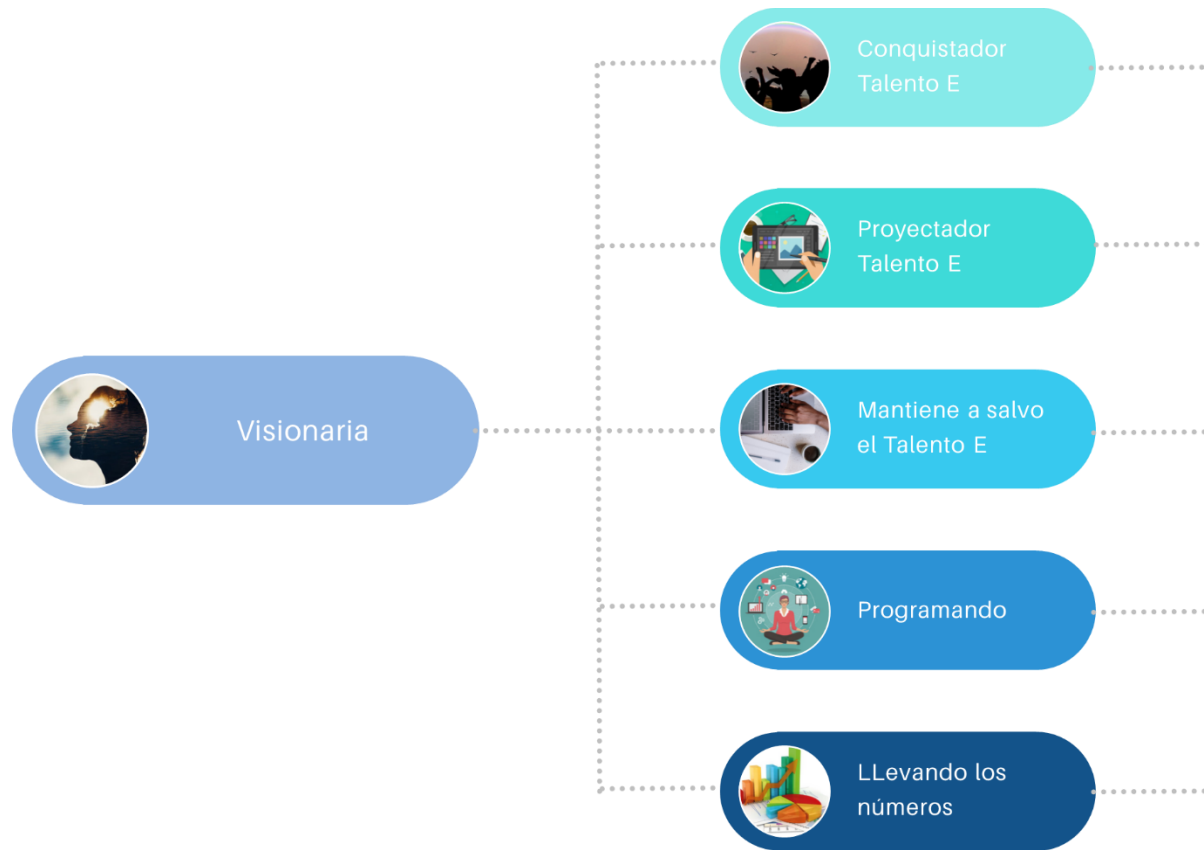 Conquistador
Talento E
Proyectador
Talento E
Visionaria
Mantiene a salvo
el Talento E
Programando
LLevando los
números